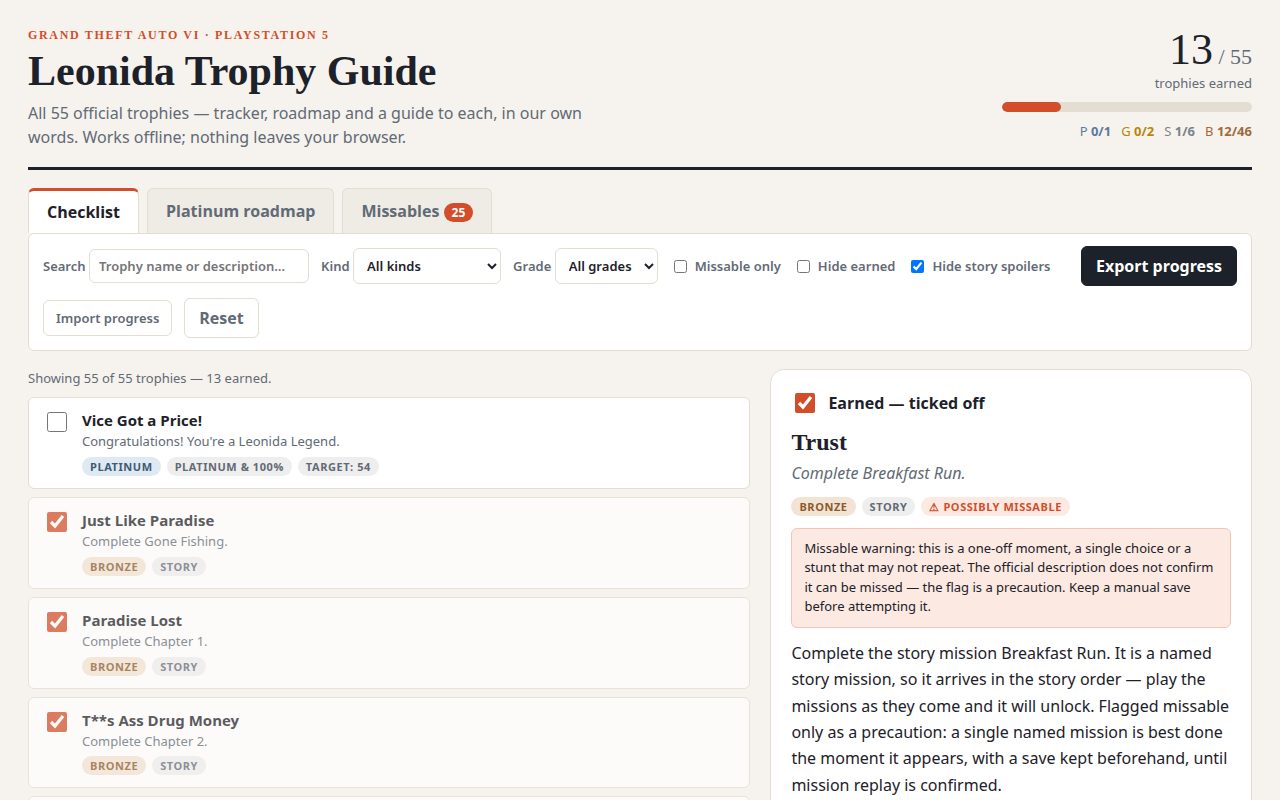 GRAND THEFT AUTO VI · PLAYSTATION 5
Leonida Trophy Guide
All 55 official trophies — tracker, roadmap and a guide to each, in our own
words. Works offline; nothing leaves your browser.
13 / 55
trophies earned
P 0/1 G 0/2 S 1/6 B 12/46
Checklist
Platinum roadmap
Missables 25
Search Trophy name or description... Kind All kinds Grade All grades Missable only Hide earned Hide story spoilers Export progress
Import progress Reset
Showing 55 of 55 trophies — 13 earned.
Vice Got a Price!
Congratulations! You're a Leonida Legend.
PLATINUM PLATINUM & 100% TARGET: 54
Just Like Paradise
Complete Gone Fishing.
BRONZE STORY
Paradise Lost
Complete Chapter 1.
BRONZE STORY
T**s Ass Drug Money
Complete Chapter 2.
BRONZE STORY
Earned — ticked off
Trust
Complete Breakfast Run.
BRONZE STORY ⚠ POSSIBLY MISSABLE
Missable warning: this is a one-off moment, a single choice or a
stunt that may not repeat. The official description does not confirm
it can be missed — the flag is a precaution. Keep a manual save
before attempting it.
Complete the story mission Breakfast Run. It is a named
story mission, so it arrives in the story order — play the
missions as they come and it will unlock. Flagged missable
only as a precaution: a single named mission is best done
the moment it appears, with a save kept beforehand, until
mission replay is confirmed.